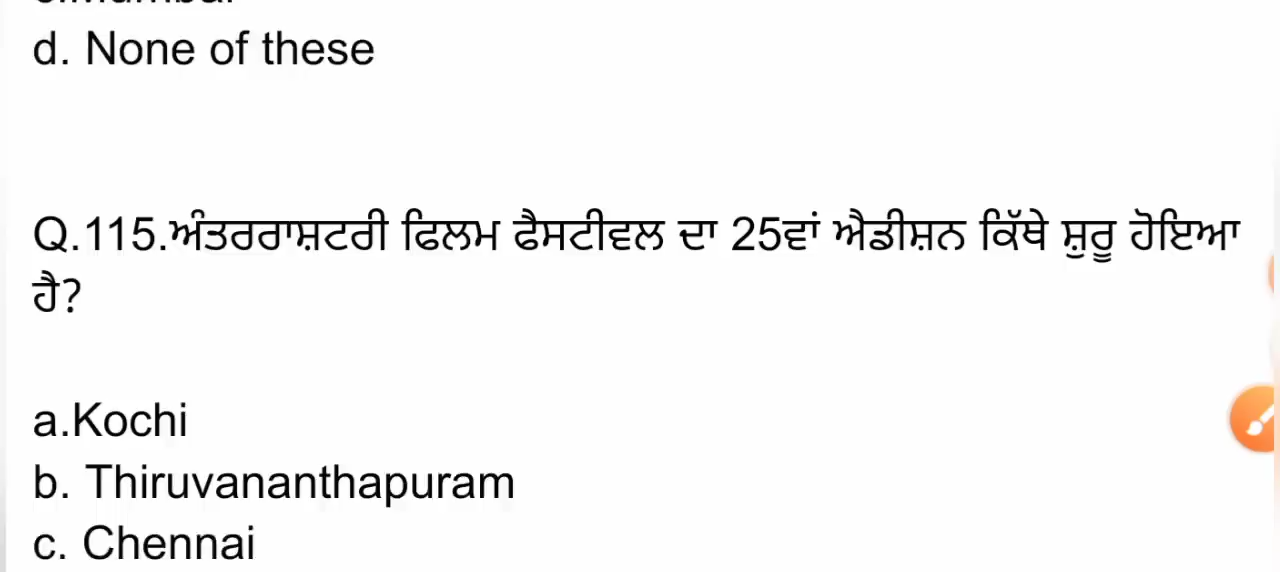 d. None of these
Q.115.ਅੰਤਰਰਾਸ਼ਟਰੀ ਫਿਲਮ ਫੈਸਟੀਵਲ ਦਾ 25ਵਾਂ ਐਡੀਸ਼ਨ ਕਿੱਥੇ ਸ਼ੁਰੂ ਹੋਇਆ
ਹੈ?
a.Kochi
b. Thiruvananthapuram
c. Chennai